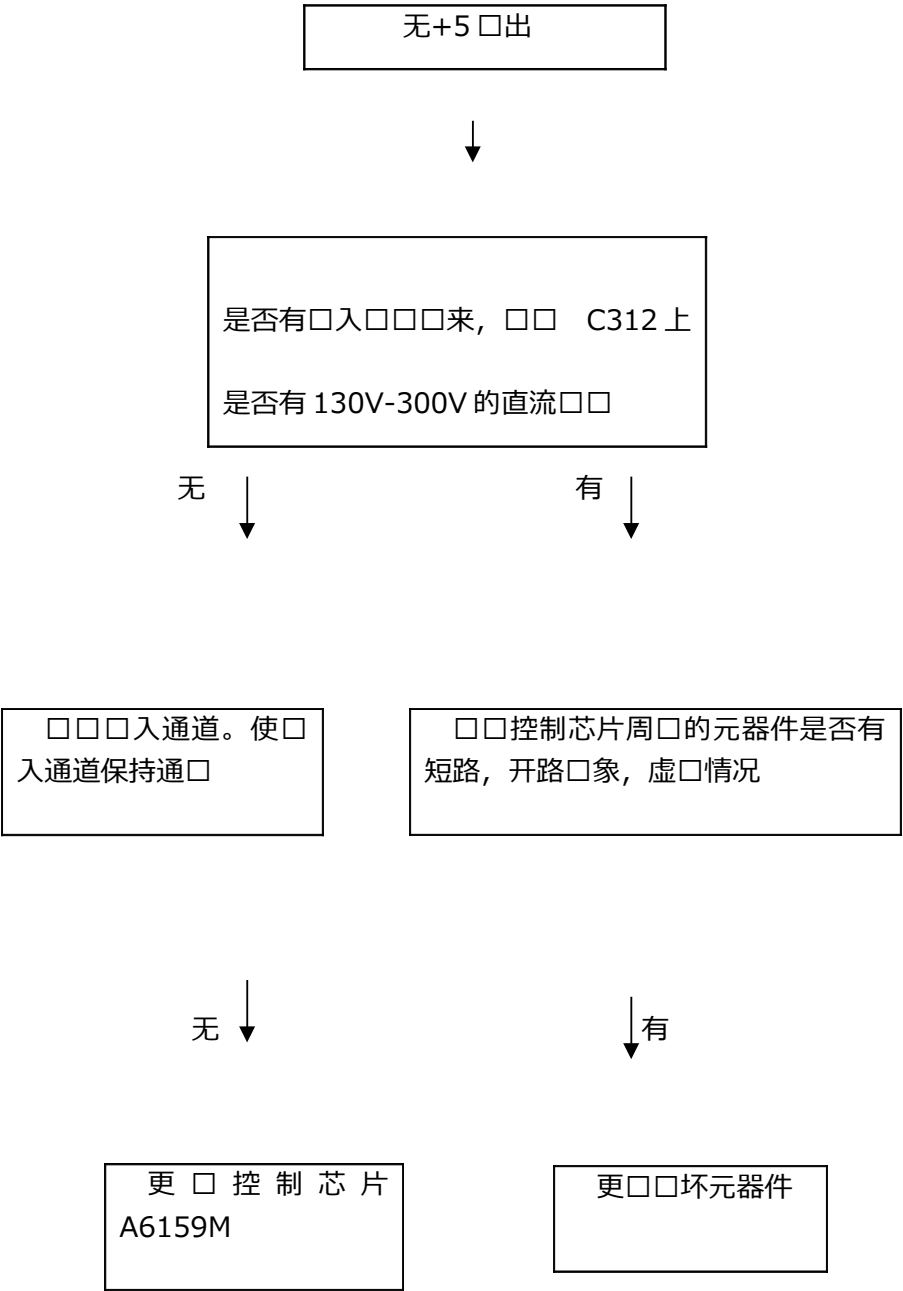 无+5 □出
是否有□入□□□来，□□ C312 上
是否有 130V-300V 的直流□□
无
有
□□□入通道。使□
入通道保持通□
□□控制芯片周□的元器件是否有
短路，开路□象，虚□情况
无
有
更 □ 控 制 芯 片
A6159M
更□□坏元器件